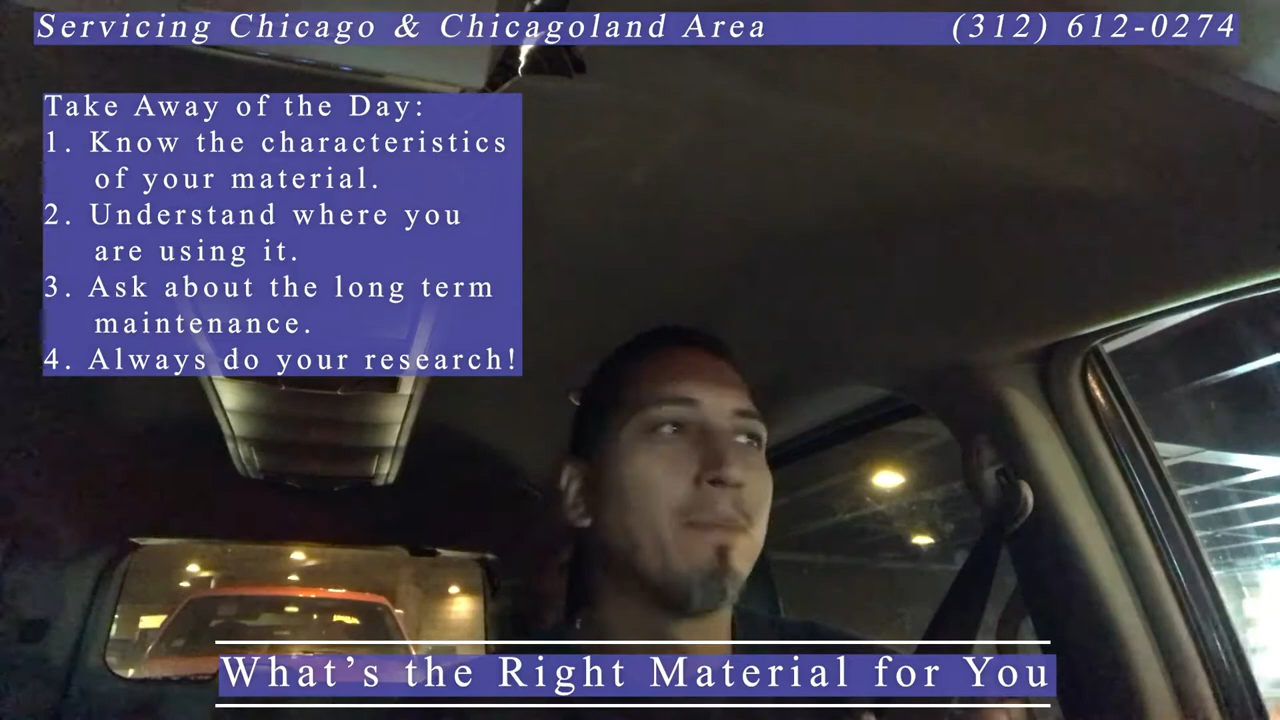 Servicing Chicago & Chicagoland Area (312) 612-0274
Take Away of the Day:
1. Know the characteristics
of your material.
2. Understand where you
are using it.
3. Ask about the long term
maintenance.
4. Always do your research!
What’s the Right Material for You